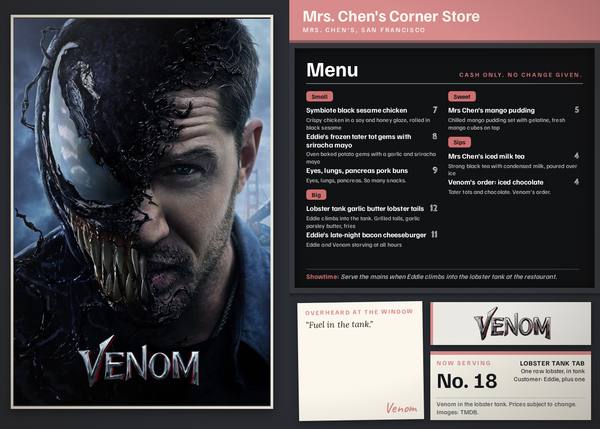 VENOM
Mrs. Chen's Corner Store
MRS. CHEN'S, SAN FRANCISCO
Menu
CASH ONLY. NO CHANGE GIVEN.
Small
Symbiote black sesame chicken 7
Crispy chicken in a soy and honey glaze, rolled in
black sesame
Eddie's frozen tater tot gems with 8
sriracha mayo
Oven baked potato gems with a garlic and sriracha
mayo
Eyes, lungs, pancreas pork buns 9
Eyes, lungs, pancreas. So many snacks.
Big
Lobster tank garlic butter lobster tails 12
Eddie climbs into the tank. Grilled tails, garlic
parsley butter, fries
Eddie's late-night bacon cheeseburger 11
Eddie and Venom starving at all hours
Sweet
Mrs Chen's mango pudding 5
Chilled mango pudding set with gelatine, fresh
mango cubes on top
Sips
Mrs Chen's iced milk tea 4
Strong black tea with condensed milk, poured over
ice
Venom's order: iced chocolate 4
Tater tots and chocolate. Venom's order.
Showtime: Serve the mains when Eddie climbs into the lobster tank at the restaurant.
OVERHEARD AT THE WINDOW
"Fuel in the tank."
Venom
VENOM
NOW SERVING
No. 18
LOBSTER TANK TAB
One raw lobster, in tank
Customer: Eddie, plus one
Venom in the lobster tank. Prices subject to change.
Images: TMDB.